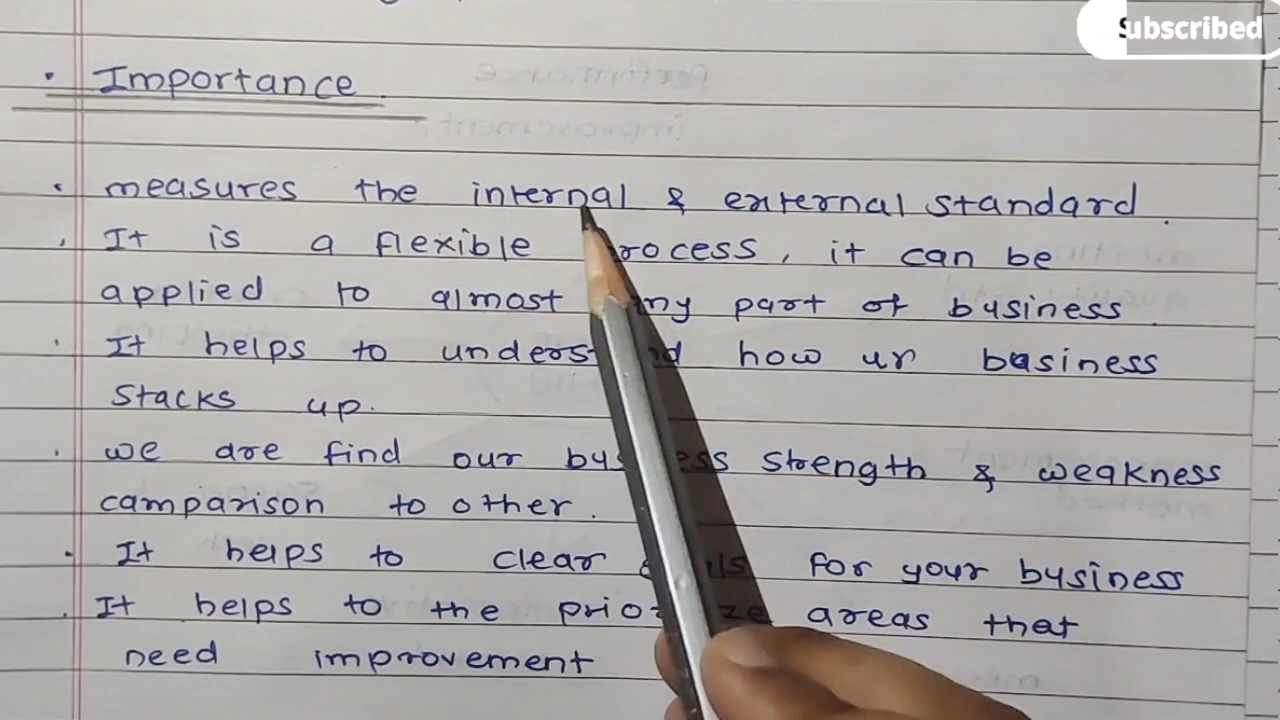 Subscribed
• Importance
• measures the internal & external standard.
• It is a flexible process, it can be
applied to almost any part of business.
• It helps to understand how ur business
stacks up.
• we are find our business strength & weakness
camparison to other.
• It helps to clear for your business
• It helps to the prioritize areas that
need improvement